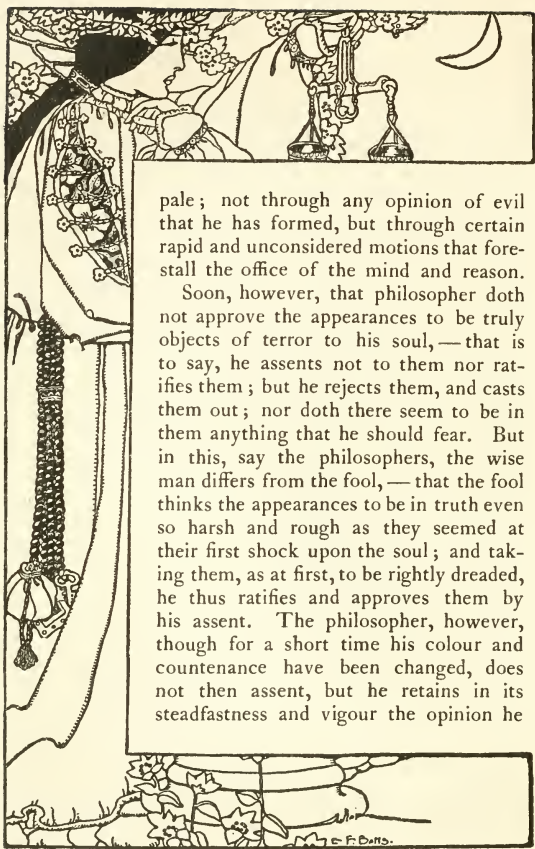 pale; not through any opinion of evil
that he has formed, but through certain
rapid and unconsidered motions that fore-
stall the office of the mind and reason.
Soon, however, that philosopher doth
not approve the appearances to be truly
objects of terror to his soul,—that is
to say, he assents not to them nor rat-
ifies them; but he rejects them, and casts
them out; nor doth there seem to be in
them anything that he should fear. But
in this, say the philosophers, the wise
man differs from the fool,—that the fool
thinks the appearances to be in truth even
so harsh and rough as they seemed at
their first shock upon the soul; and tak-
ing them, as at first, to be rightly dreaded,
he thus ratifies and approves them by
his assent. The philosopher, however,
though for a short time his colour and
countenance have been changed, does
not then assent, but he retains in its
steadfastness and vigour the opinion he